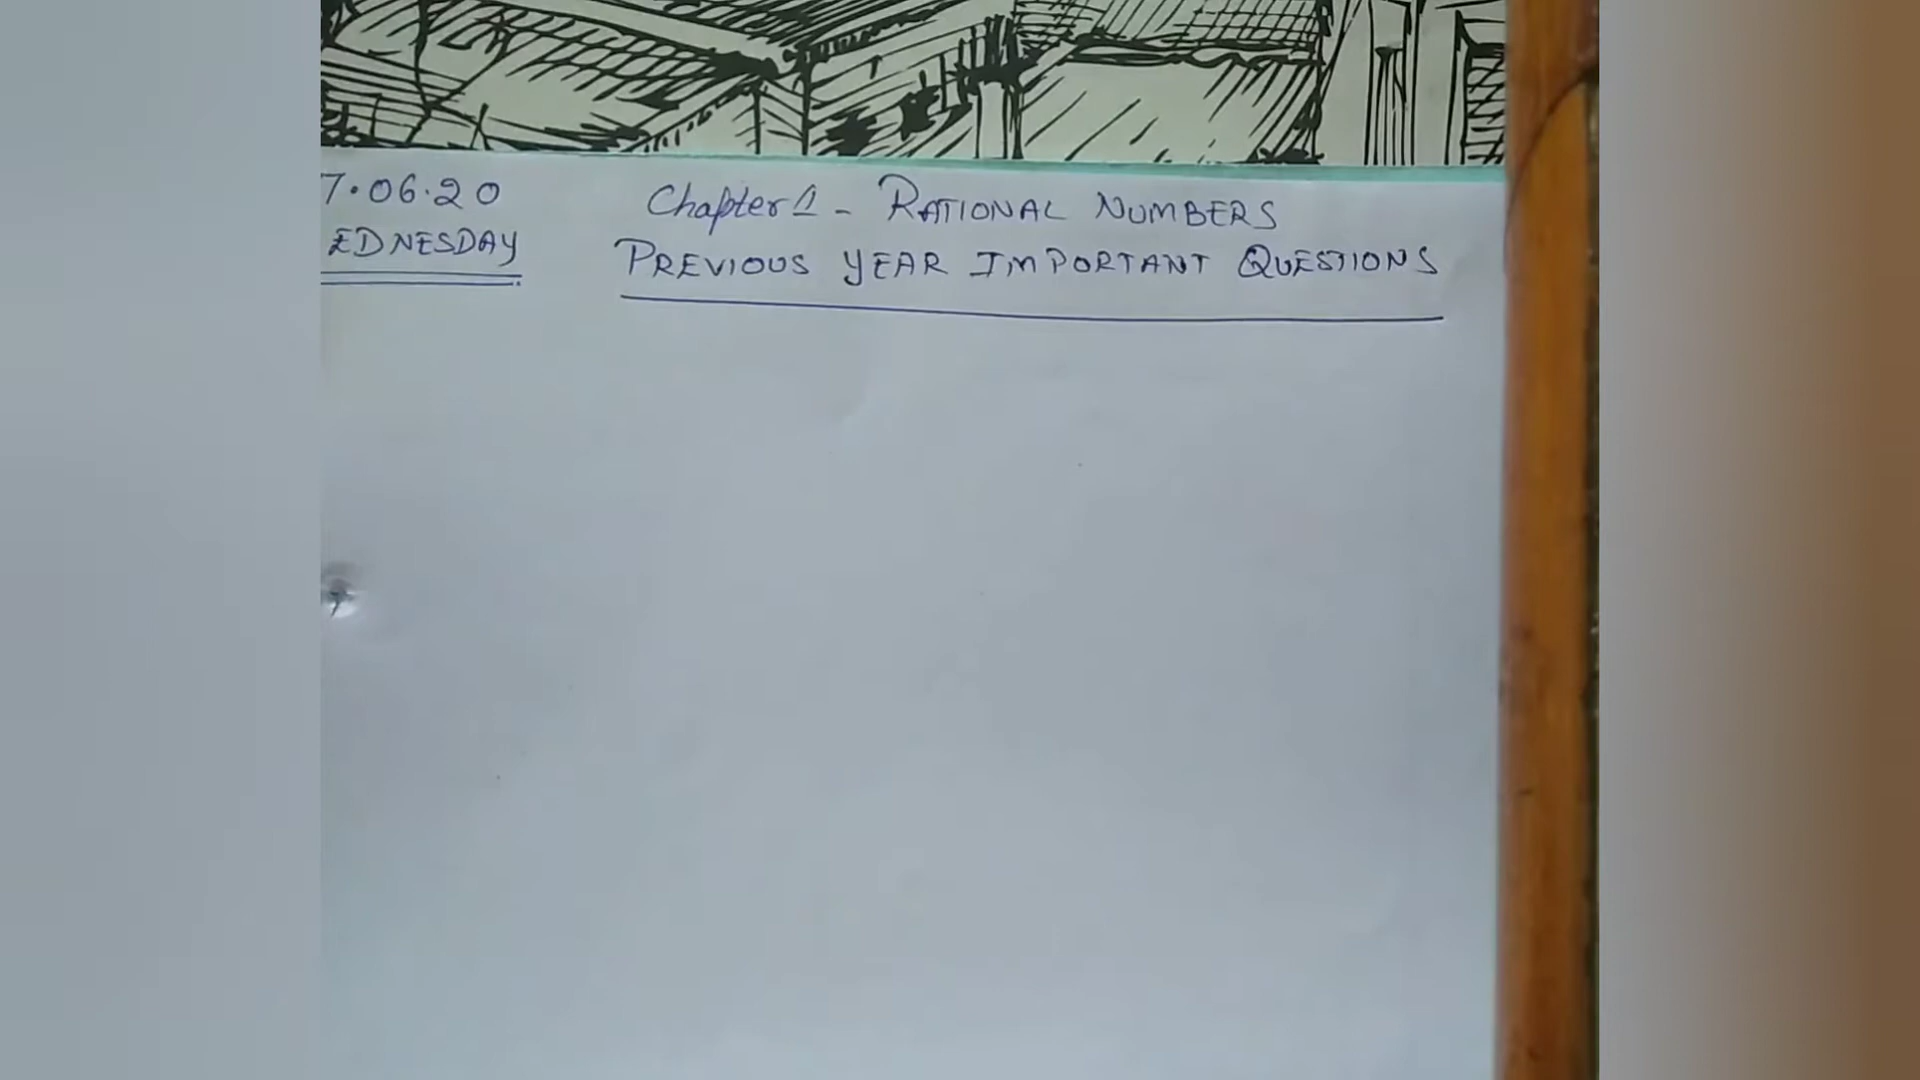 7.06.20
EDNESDAY
Chapter 1 - RATIONAL NUMBERS
PREVIOUS YEAR IMPORTANT QUESTIONS